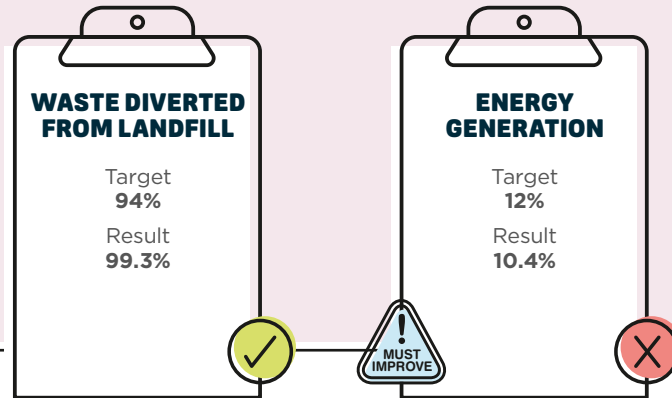 WASTE DIVERTED
FROM LANDFILL
Target
94%
Result
99.3%
ENERGY
GENERATION
Target
12%
Result
10.4%
!
MUST
IMPROVE